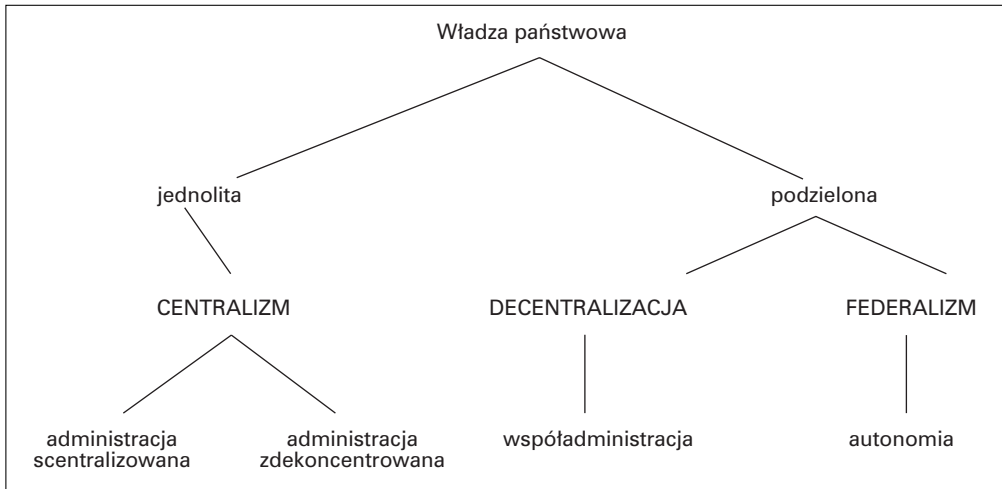 Władza państwowa
jednolita
podzielona
CENTRALIZM
DECENTRALIZACJA
FEDERALIZM
administracja
scentralizowana
administracja
zdekoncentrowana
współadministracja
autonomia